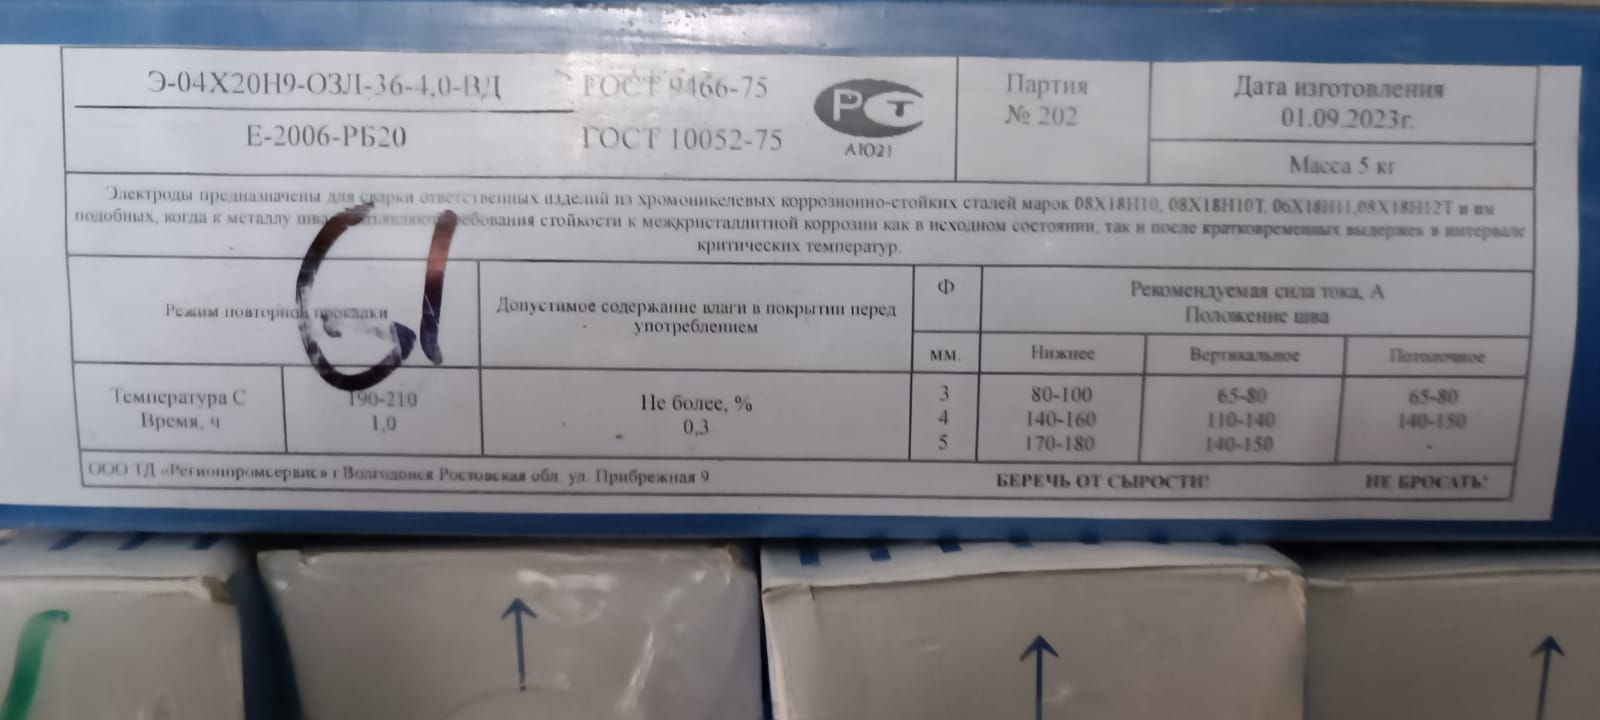 Э-04Х20Н9-ОЗЛ-36-4,0-ВД
ГОСТ 9466-75
Е-2006-РБ20
ГОСТ 10052-75
РСТ
АЮ21
Партия
№ 202
Дата изготовления
01.09.2023г.
Масса 5 кг
Электроды предназначены для сварки ответственных изделий из хромоникелевых коррозионно-стойких сталей марок 08Х18Н10, 08Х18Н10Т, 06Х18Н11,08Х18Н12Т и им
подобных, когда к металлу шва требования стойкости к межкристаллитной коррозии как в исходном состоянии, так и после кратковременных выдержек в интервале
критических температур.
Режим повторной прокалки
Допустимое содержание влаги в покрытии перед
употреблением
Ф
мм.
Рекомендуемая сила тока, А
Положение шва
Нижнее Вертикальное Потолочное
Температура С 190-210
Время, ч 1,0
Не более, %
0,3
3 80-100 65-80 65-80
4 140-160 110-140 140-150
5 170-180 140-150 -
ООО ТД «Регионпромсервис» г Волгодонск Ростовская обл. ул. Прибрежная 9
БЕРЕЧЬ ОТ СЫРОСТИ!
НЕ БРОСАТЬ!